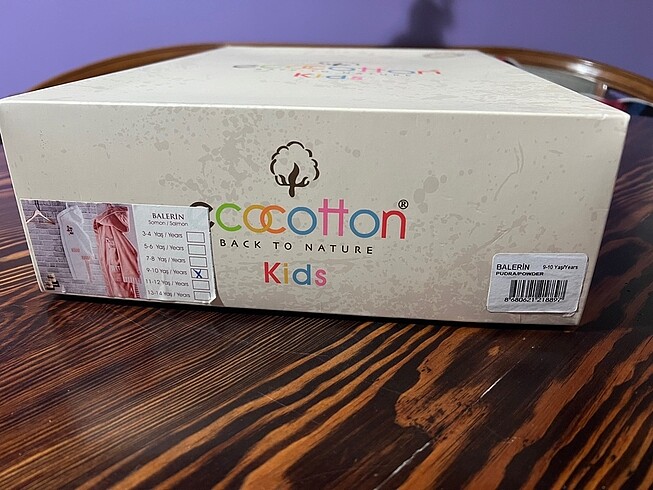 ecocotton
Kids
ecocotton®
BACK TO NATURE
Kids
BALERİN
Somon / Salmon
3-4 Yaş / Years
5-6 Yaş / Years
7-8 Yaş / Years
9-10 Yaş / Years X
11-12 Yaş / Years
13-14 Yaş / Years
BALERİN 9-10 Yaş/Years
PUDRA/POWDER